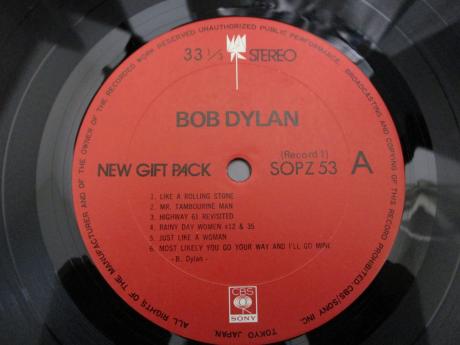 ALL RIGHTS OF THE MANUFACTURER AND OF THE OWNER OF THE RECORDED WORK RESERVED UNAUTHORIZED PUBLIC PERFORMANCE, BROADCASTING AND COPYING OF THIS RECORD PROHIBITED CBS/SONY INC. TOKYO JAPAN.
33 1/3 STEREO
BOB DYLAN
NEW GIFT PACK (Record 1) SOPZ 53 A
1. LIKE A ROLLING STONE
2. MR. TAMBOURINE MAN
3. HIGHWAY 61 REVISITED
4. RAINY DAY WOMEN #12 & 35
5. JUST LIKE A WOMAN
6. MOST LIKELY YOU GO YOUR WAY AND I'LL GO MINE
-B. Dylan-
CBS
SONY